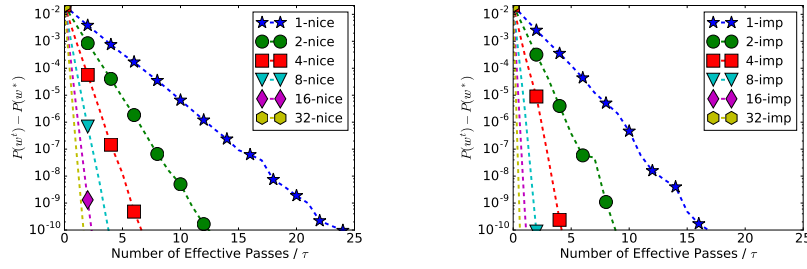 10^-2
10^-3
10^-4
10^-5
10^-6
10^-7
10^-8
10^-9
10^-10
P(w^t) − P(w^*)
0 5 10 15 20 25
Number of Effective Passes / τ
1-nice
2-nice
4-nice
8-nice
16-nice
32-nice
10^-2
10^-3
10^-4
10^-5
10^-6
10^-7
10^-8
10^-9
10^-10
P(w^t) − P(w^*)
0 5 10 15 20 25
Number of Effective Passes / τ
1-imp
2-imp
4-imp
8-imp
16-imp
32-imp